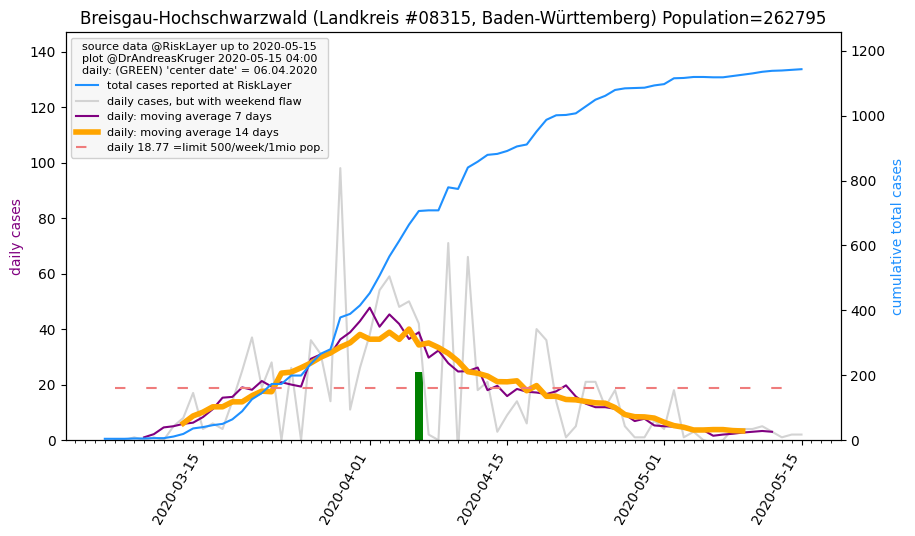 Breisgau-Hochschwarzwald (Landkreis #08315, Baden-Württemberg) Population=262795
source data @RiskLayer up to 2020-05-15
plot @DrAndreasKruger 2020-05-15 04:00
daily: (GREEN) 'center date' = 06.04.2020
total cases reported at RiskLayer
daily cases, but with weekend flaw
daily: moving average 7 days
daily: moving average 14 days
daily 18.77 =limit 500/week/1mio pop.
daily cases
140
120
100
80
60
40
20
0
1200
1000
800
600
400
200
0
cumulative total cases
2020-03-15
2020-04-01
2020-04-15
2020-05-01
2020-05-15